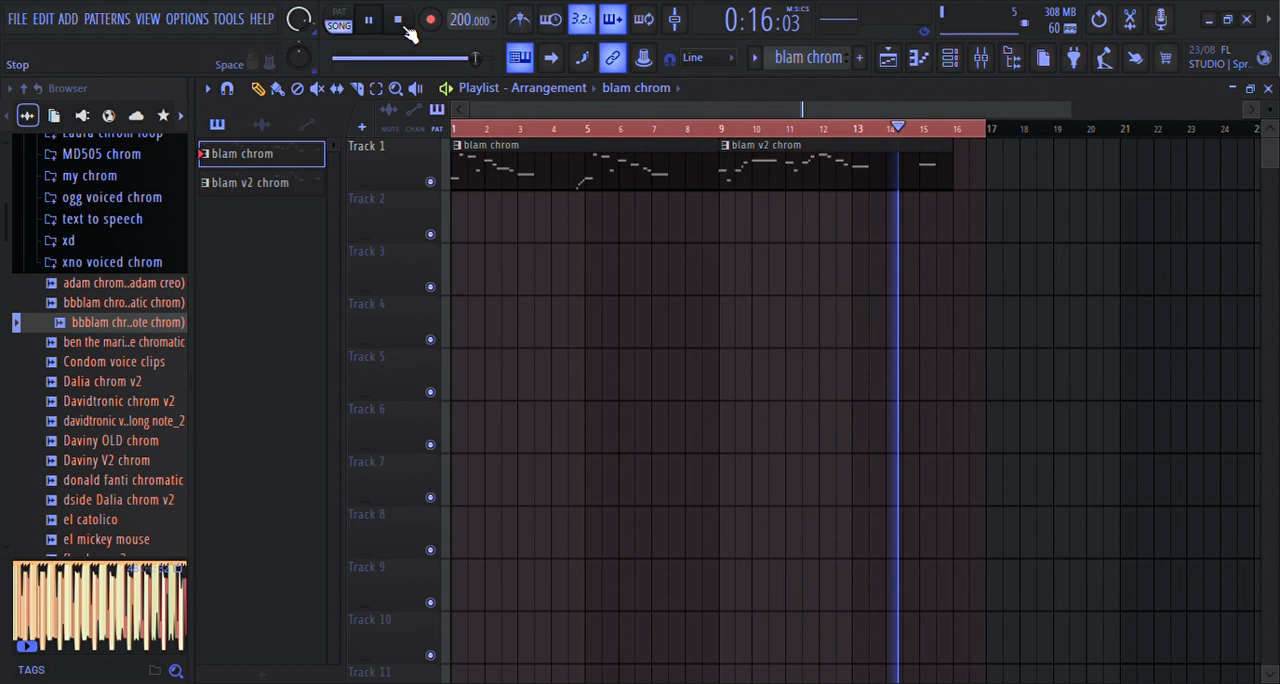 FILE EDIT ADD PATTERNS VIEW OPTIONS TOOLS HELP
PAT
SONG
200.000
3.2.
0:16:03
M:S:CS
5
308 MB
60
Stop
Space
Line
blam chrom
23/08 FL
STUDIO | Spr..
Browser
Playlist - Arrangement
blam chrom
NOTE CHAN PAT
1 2 3 4 5 6 7 8 9 10 11 12 13 14 15 16 17 18 19 20 21 22 23 24
MD505 chrom
my chrom
ogg voiced chrom
text to speech
xd
xno voiced chrom
adam chrom..adam creo)
bbblam chro..atic chrom)
bbblam chr..ote chrom)
ben the mari..e chromatic
Condom voice clips
Dalia chrom v2
Davidtronic chrom v2
davidtronic v..long note_2
Daviny OLD chrom
Daviny V2 chrom
donald fanti chromatic
dside Dalia chrom v2
el catolico
el mickey mouse
TAGS
blam chrom
blam v2 chrom
Track 1
blam chrom
blam v2 chrom
Track 2
Track 3
Track 4
Track 5
Track 6
Track 7
Track 8
Track 9
Track 10
Track 11